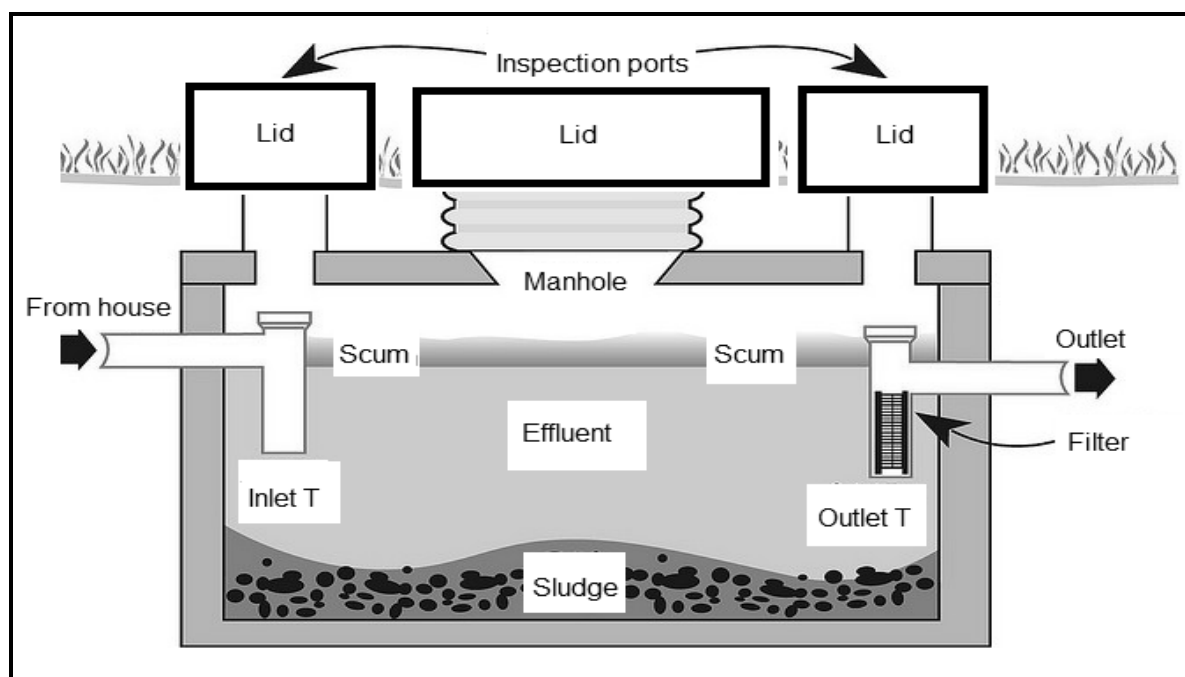 Inspection ports
Lid
Lid
Lid
Manhole
From house
Scum
Scum
Outlet
Effluent
Filter
Inlet T
Outlet T
Sludge